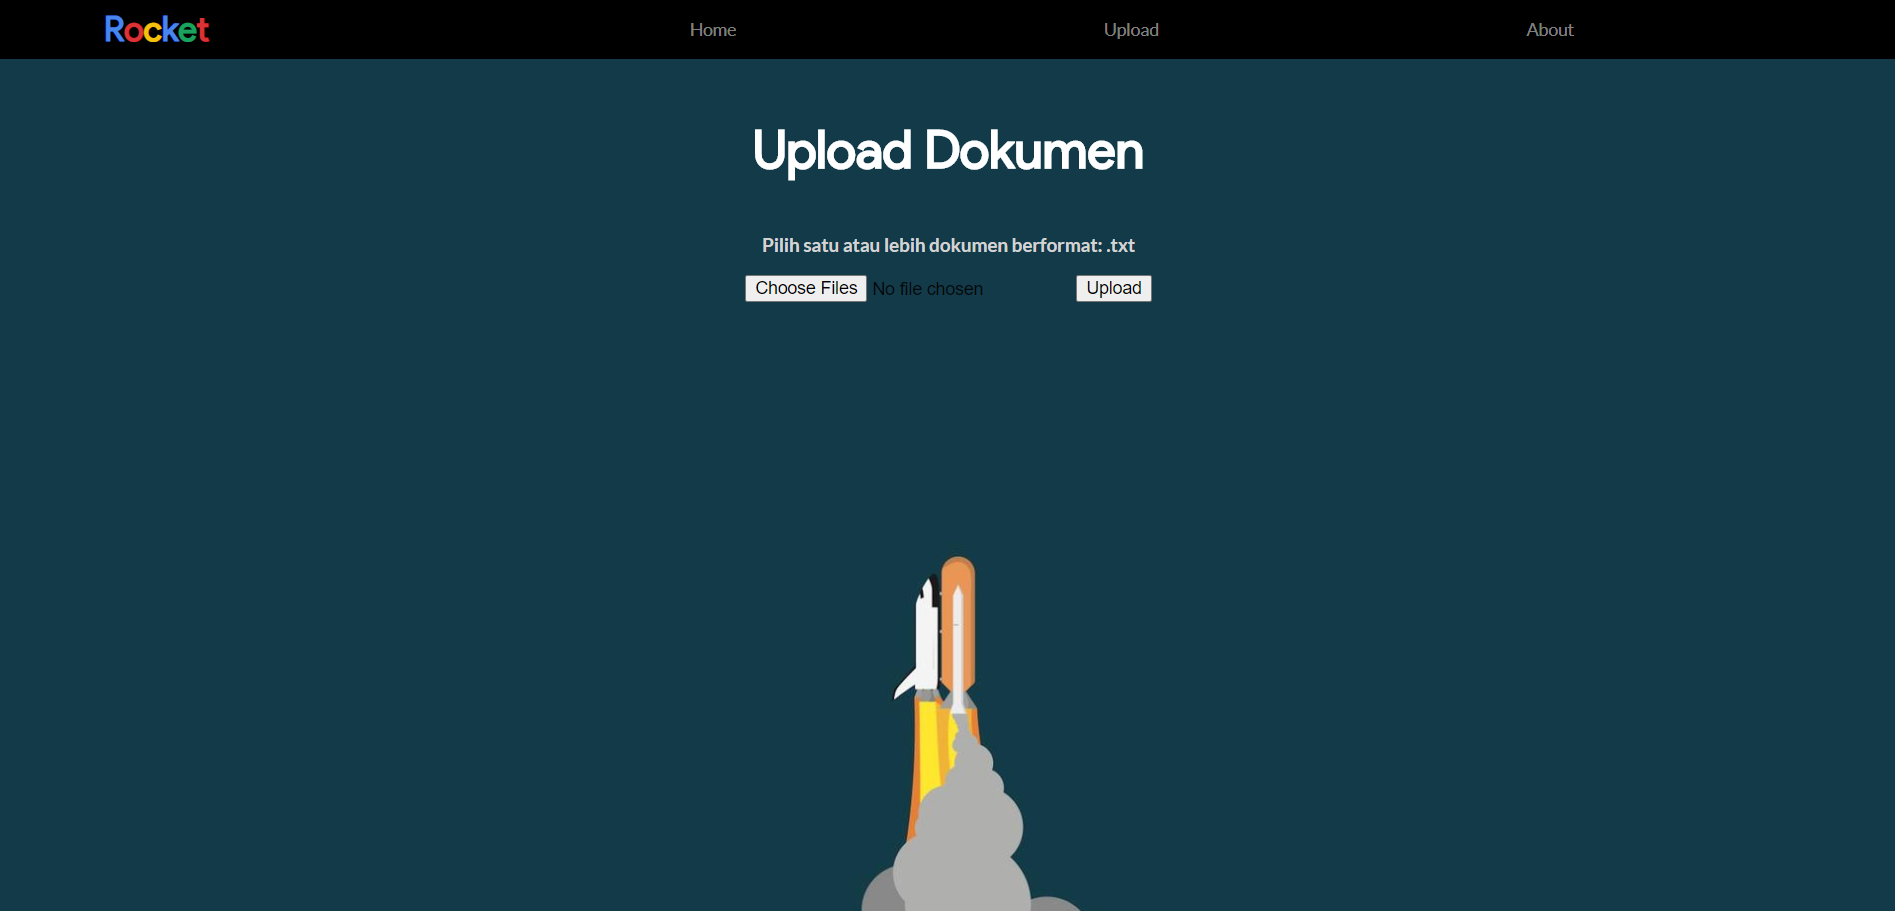 Rocket Home Upload About
Upload Dokumen
Pilih satu atau lebih dokumen berformat: .txt
Choose Files No file chosen Upload